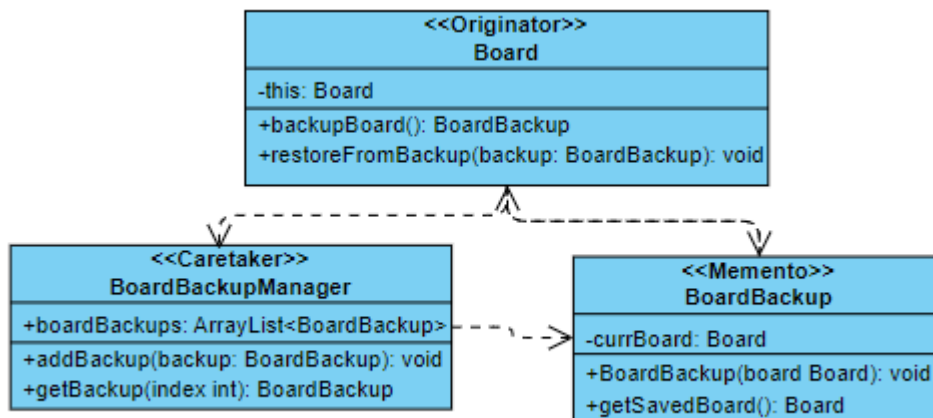 <<Originator>>
Board
-this: Board
+backupBoard(): BoardBackup
+restoreFromBackup(backup: BoardBackup): void
<<Caretaker>>
BoardBackupManager
+boardBackups: ArrayList<BoardBackup>
+addBackup(backup: BoardBackup): void
+getBackup(index int): BoardBackup
<<Memento>>
BoardBackup
-currBoard: Board
+BoardBackup(board Board): void
+getSavedBoard(): Board